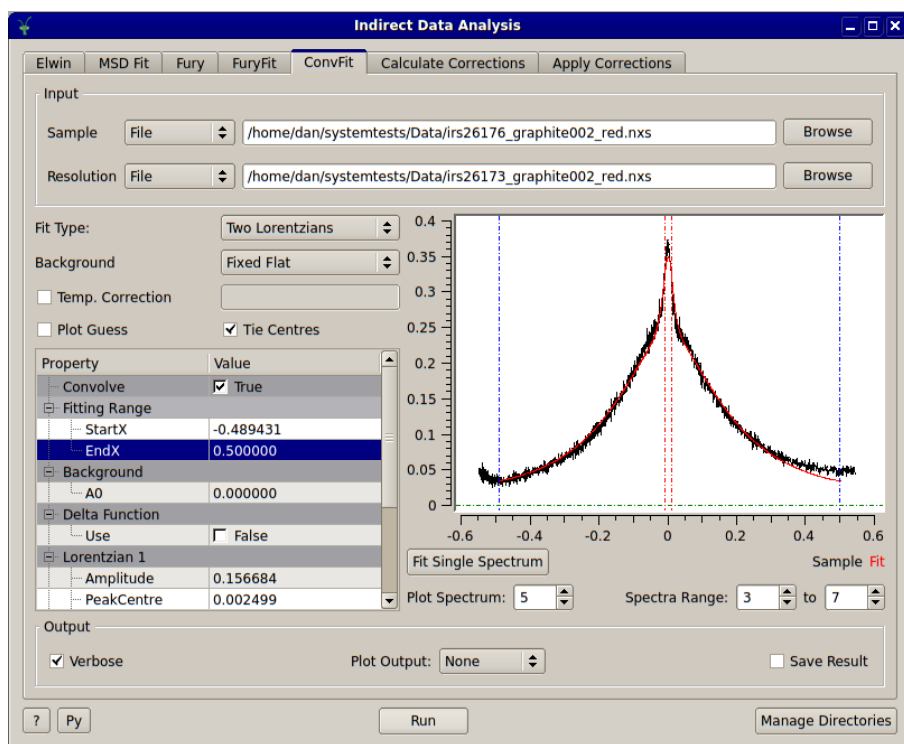 Indirect Data Analysis
Elwin MSD Fit Fury FuryFit ConvFit Calculate Corrections Apply Corrections
Input
Sample File /home/dan/systemtests/Data/irs26176_graphite002_red.nxs Browse
Resolution File /home/dan/systemtests/Data/irs26173_graphite002_red.nxs Browse
Fit Type: Two Lorentzians
Background Fixed Flat
Temp. Correction
Plot Guess Tie Centres
Property Value
Convolve True
Fitting Range
StartX -0.489431
EndX 0.500000
Background
A0 0.000000
Delta Function
Use False
Lorentzian 1
Amplitude 0.156684
PeakCentre 0.002499
0.4
0.35
0.3
0.25
0.2
0.15
0.1
0.05
0
-0.6 -0.4 -0.2 0 0.2 0.4 0.6
Fit Single Spectrum Sample Fit
Plot Spectrum: 5 Spectra Range: 3 to 7
Output
Verbose Plot Output: None Save Result
? Py Run Manage Directories